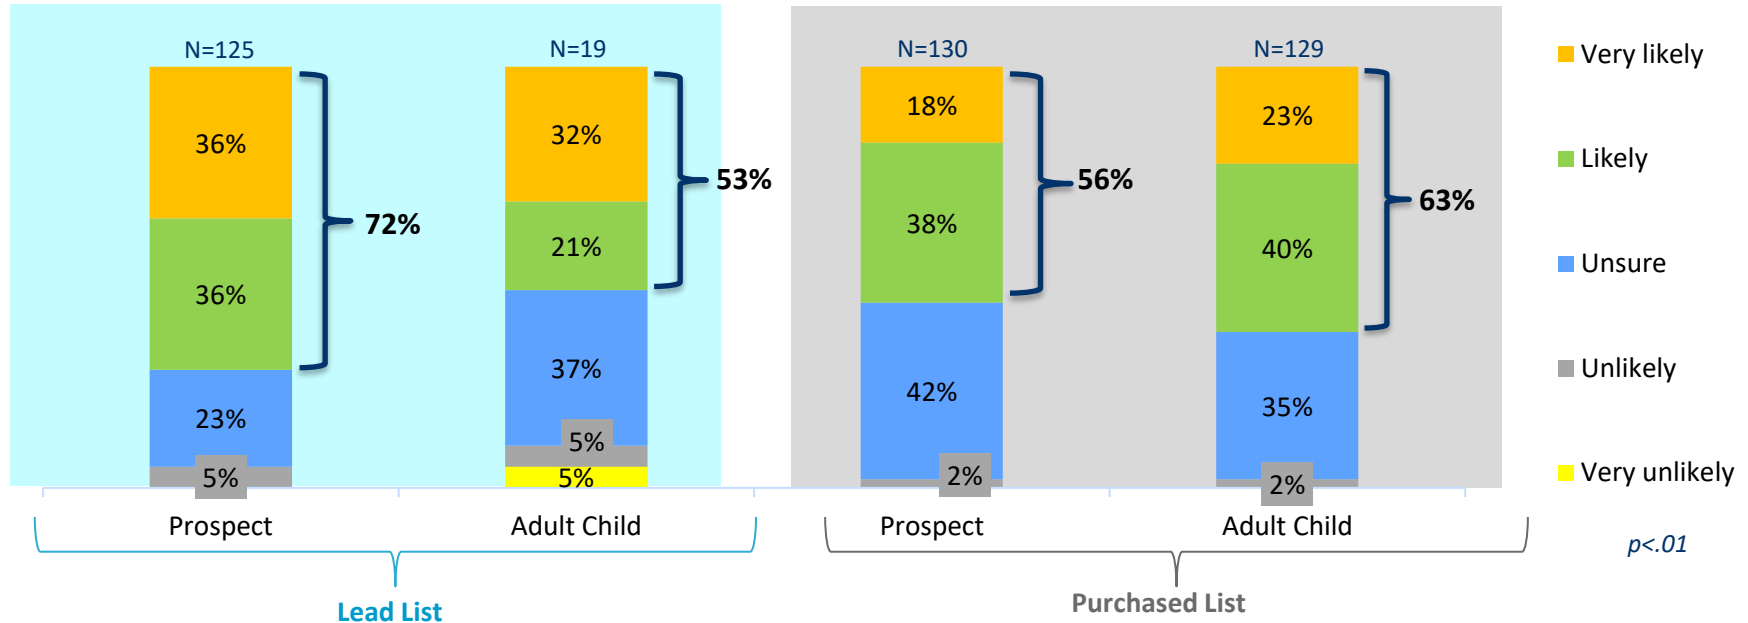 N=125
N=19
N=130
N=129
Very likely
36%
32%
18%
23%
Likely
53%
56%
63%
72%
36%
21%
38%
40%
Unsure
23%
37%
42%
35%
Unlikely
5%
5%
2%
2%
5%
Very unlikely
Prospect
Adult Child
Prospect
Adult Child
p<.01
Lead List
Purchased List